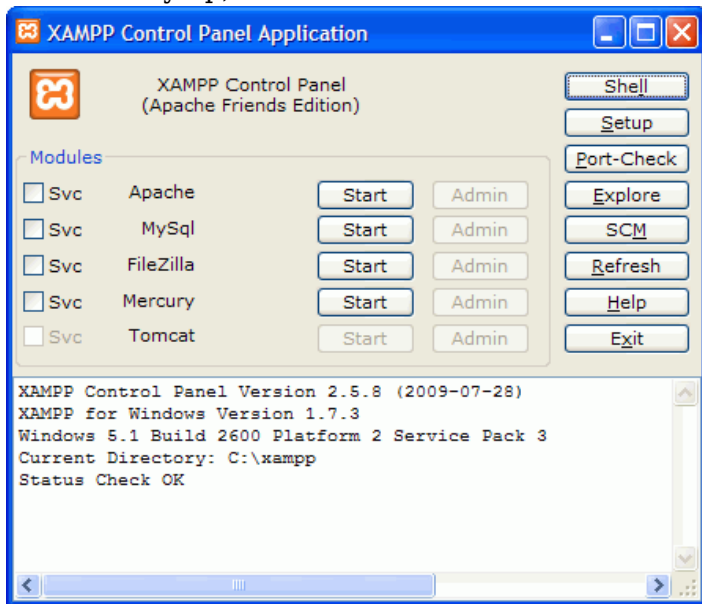 XAMPP Control Panel Application
XAMPP Control Panel
(Apache Friends Edition)
Shell
Setup
Port-Check
Explore
SCM
Refresh
Help
Exit
Modules
Svc Apache Start Admin
Svc MySql Start Admin
Svc FileZilla Start Admin
Svc Mercury Start Admin
Svc Tomcat Start Admin
XAMPP Control Panel Version 2.5.8 (2009-07-28)
XAMPP for Windows Version 1.7.3
Windows 5.1 Build 2600 Platform 2 Service Pack 3
Current Directory: C:\xampp
Status Check OK